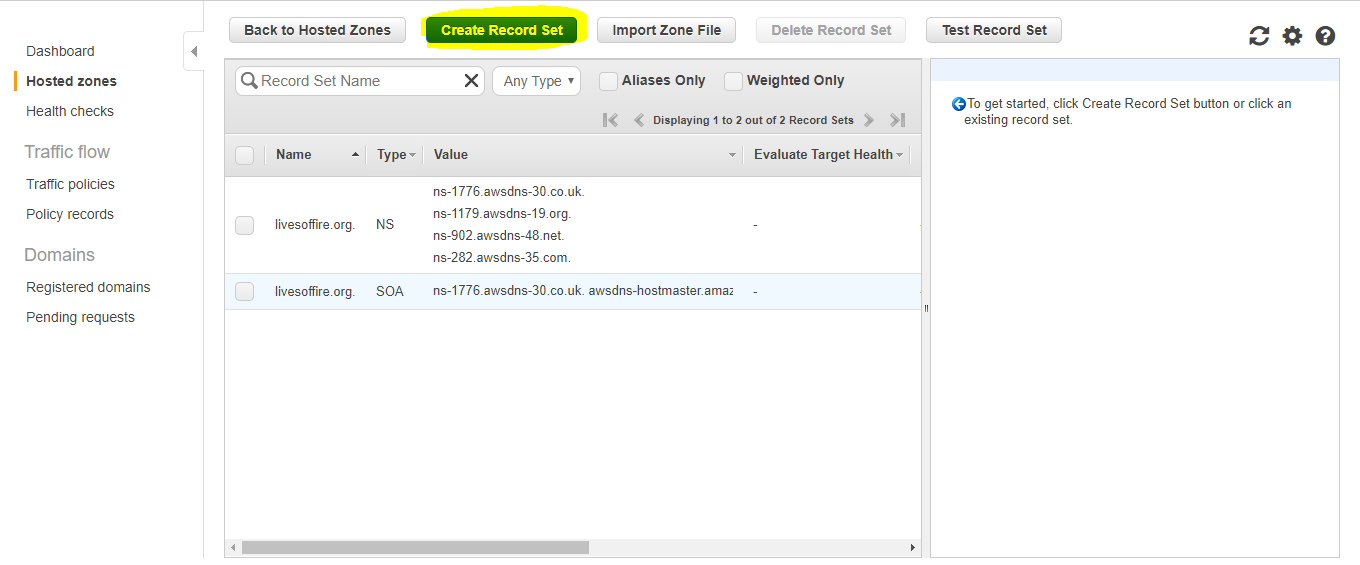 Back to Hosted Zones
Create Record Set
Import Zone File
Delete Record Set
Test Record Set
Dashboard
Hosted zones
Health checks
Traffic flow
Traffic policies
Policy records
Domains
Registered domains
Pending requests
Record Set Name
Any Type
Aliases Only
Weighted Only
Displaying 1 to 2 out of 2 Record Sets
Name Type Value Evaluate Target Health
livesoffire.org. NS
ns-1776.awsdns-30.co.uk.
ns-1179.awsdns-19.org.
ns-902.awsdns-48.net.
ns-282.awsdns-35.com.
-
livesoffire.org. SOA ns-1776.awsdns-30.co.uk. awsdns-hostmaster.amaz -
To get started, click Create Record Set button or click an
existing record set.